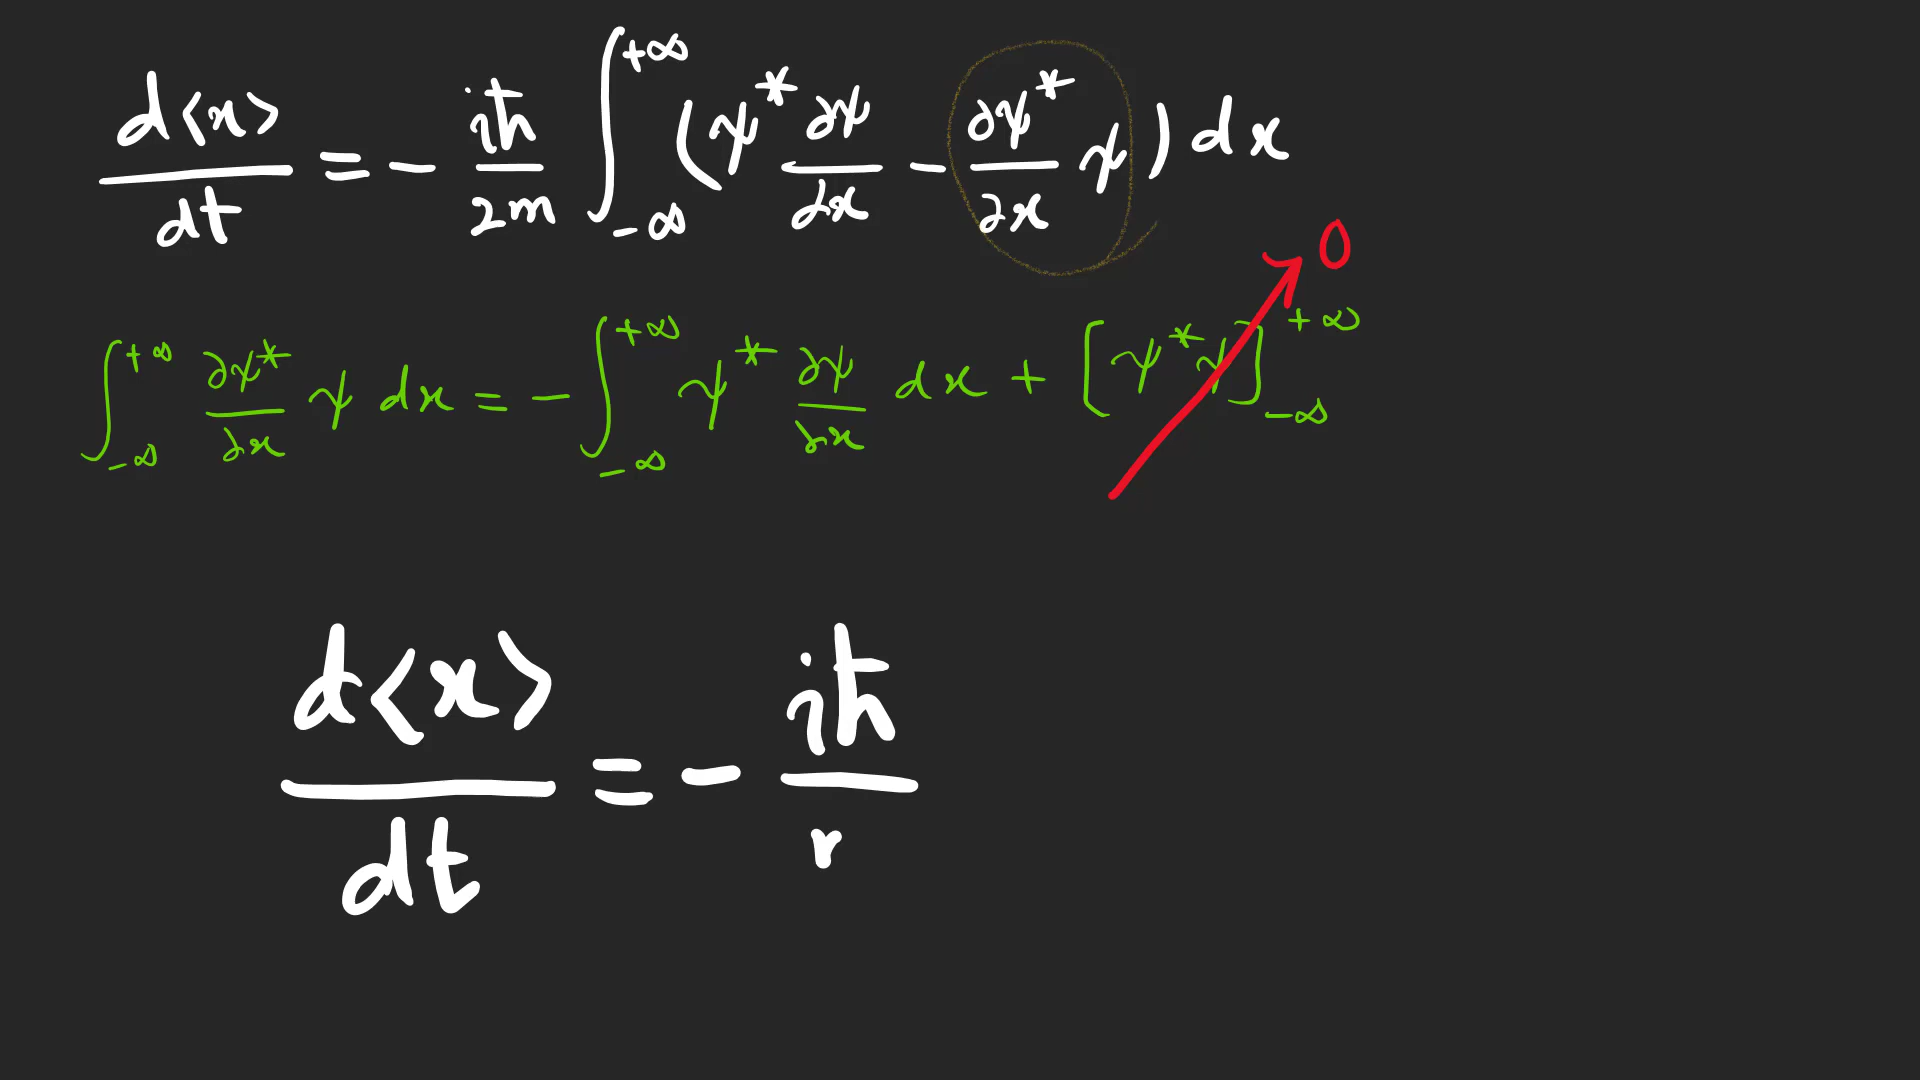 d⟨x⟩/dt = - iħ/2m ∫_{-∞}^{+∞} (ψ* ∂ψ/∂x - ∂ψ*/∂x ψ) dx
∫_{-∞}^{+∞} ∂ψ*/∂x ψ dx = - ∫_{-∞}^{+∞} ψ* ∂ψ/∂x dx + [ψ*ψ]_{-∞}^{+∞} 0
d⟨x⟩/dt = - iħ/r